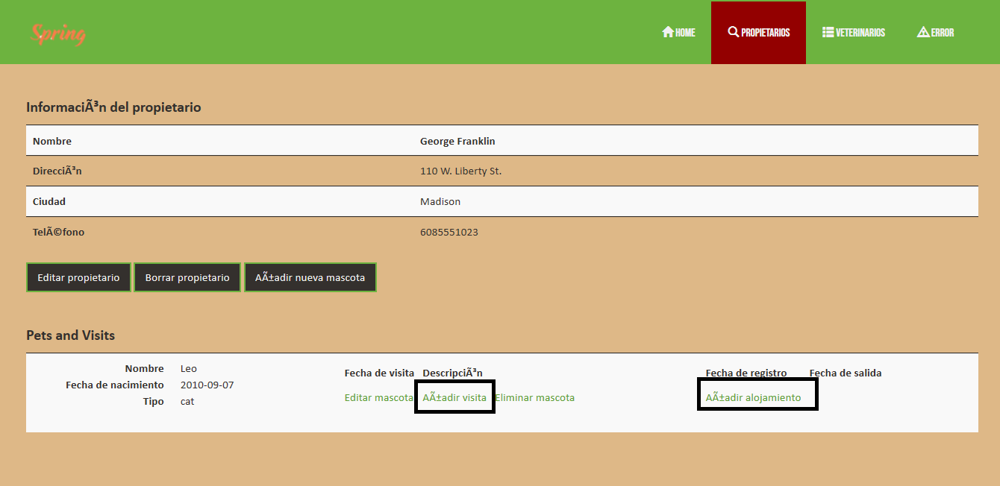 Spring
HOME
PROPIETARIOS
VETERINARIOS
ERROR
InformaciÃ³n del propietario
Nombre George Franklin
DirecciÃ³n 110 W. Liberty St.
Ciudad Madison
TelÃ©fono 6085551023
Editar propietario
Borrar propietario
AÃ±adir nueva mascota
Pets and Visits
Nombre Leo
Fecha de nacimiento 2010-09-07
Tipo cat
Fecha de visita DescripciÃ³n
Editar mascota AÃ±adir visita Eliminar mascota
Fecha de registro Fecha de salida
AÃ±adir alojamiento